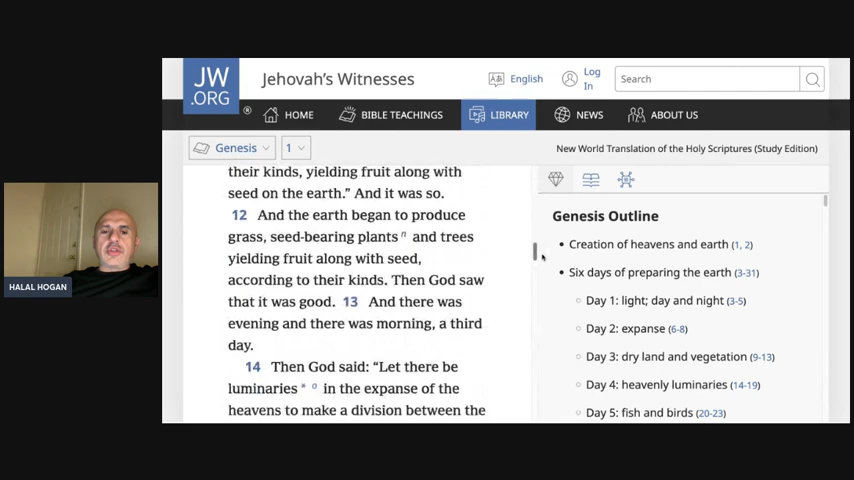 JW
.ORG
®
Jehovah's Witnesses
English
Log
In
Search
HOME
BIBLE TEACHINGS
LIBRARY
NEWS
ABOUT US
Genesis
1
New World Translation of the Holy Scriptures (Study Edition)
their kinds, yielding fruit along with
seed on the earth.” And it was so.
12 And the earth began to produce
grass, seed-bearing plants n and trees
yielding fruit along with seed,
according to their kinds. Then God saw
that it was good. 13 And there was
evening and there was morning, a third
day.
14 Then God said: “Let there be
luminaries * o in the expanse of the
heavens to make a division between the
Genesis Outline
• Creation of heavens and earth (1, 2)
• Six days of preparing the earth (3-31)
○ Day 1: light; day and night (3-5)
○ Day 2: expanse (6-8)
○ Day 3: dry land and vegetation (9-13)
○ Day 4: heavenly luminaries (14-19)
○ Day 5: fish and birds (20-23)
HALAL HOGAN